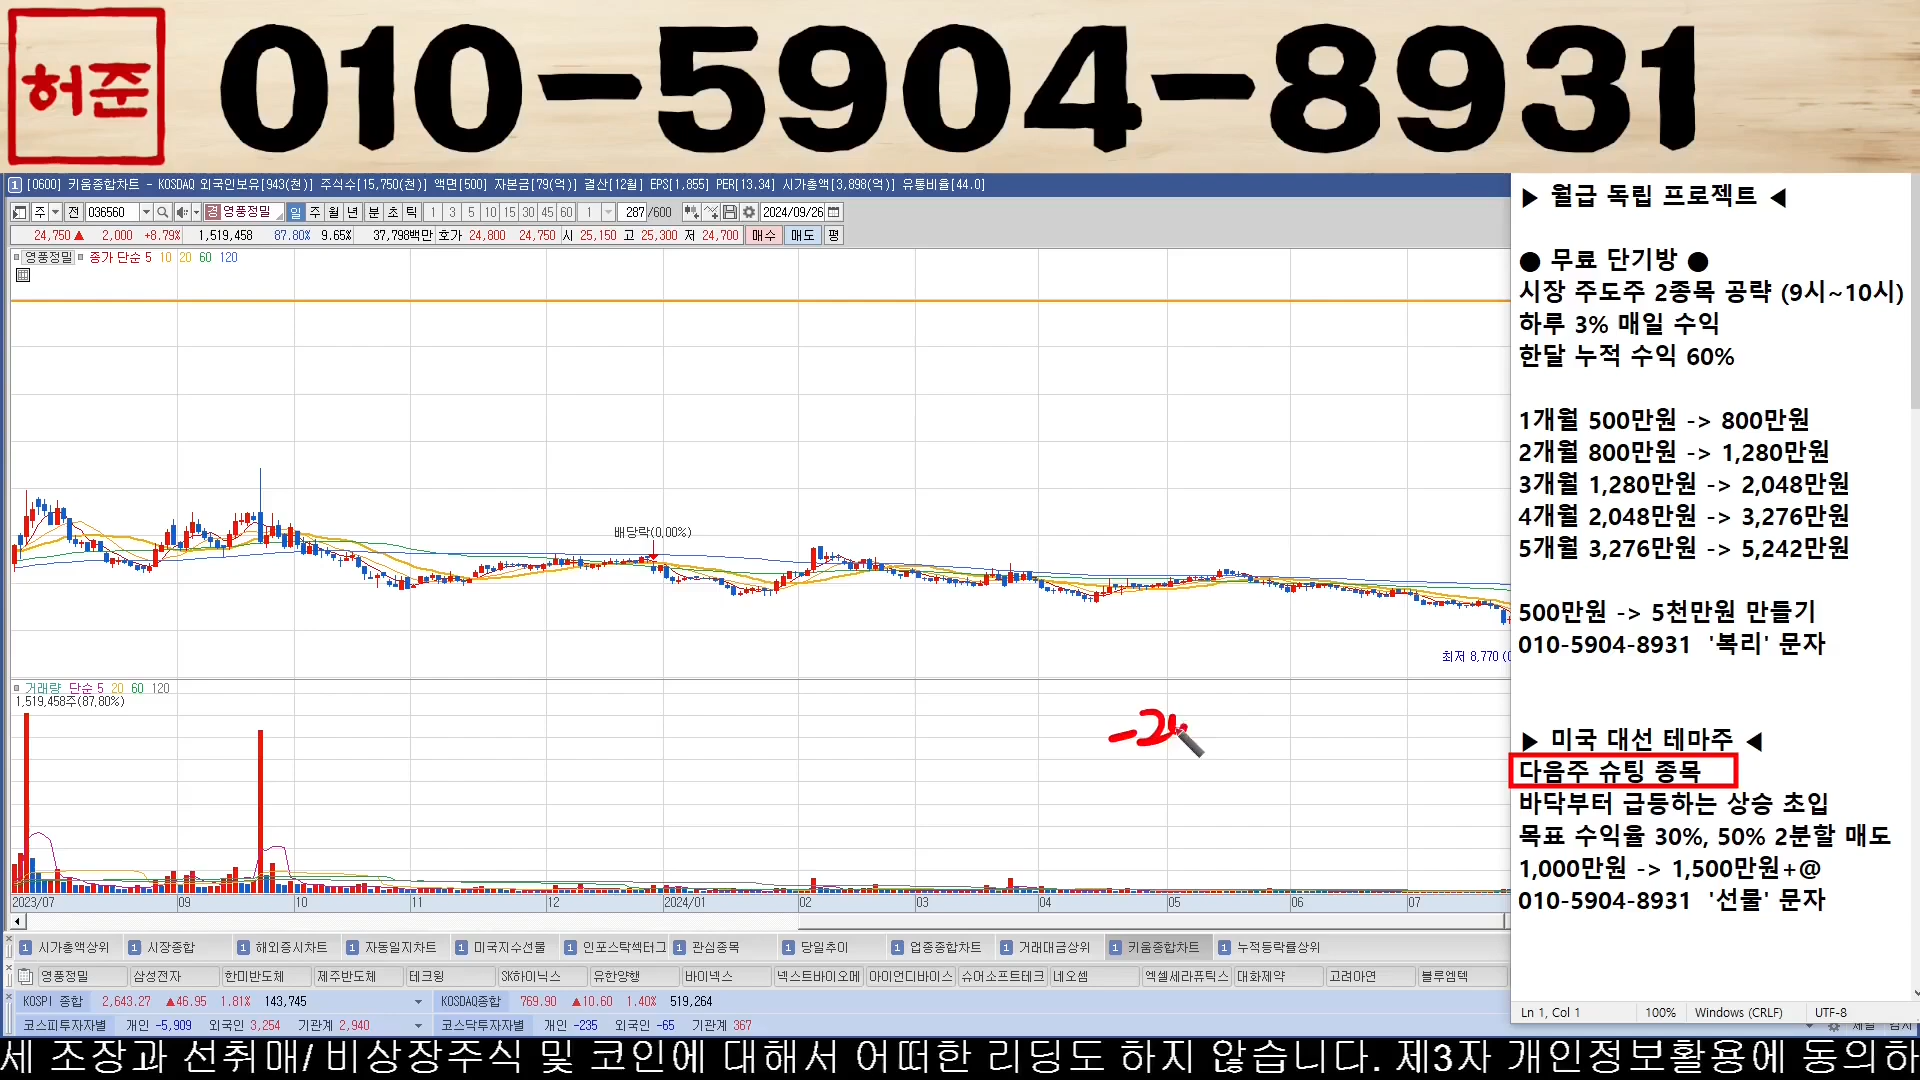 허준
010-5904-8931
1 [0600] 키움종합차트 - KOSDAQ 외국인보유[943(천)] 주식수[15,750(천)] 액면[500] 자본금[79(억)] 결산[12월] EPS[1,855] PER[13.34] 시가총액[3,898(억)] 유통비율[44.0]
주 전 036560 경 영풍정밀 일 주 월 년 분 초 틱 1 3 5 10 15 30 45 60 1 287 /600 2024/09/26
24,750 ▲ 2,000 +8.79% 1,519,458 87.80% 9.65% 37,798백만 호가 24,800 24,750 시 25,150 고 25,300 저 24,700 매수 매도 평
영풍정밀 종가 단순 5 10 20 60 120
배당락(0.00%)
최저 8,770
거래량 단순 5 20 60 120
1,519,458주(87.80%)
-24
2023/07 09 10 11 12 2024/01 02 03 04 05 06 07
1 시가총액상위 1 시장종합 1 해외증시차트 1 자동일지차트 1 미국지수선물 1 인포스탁섹터그 1 관심종목 1 당일추이 1 업종종합차트 1 거래대금상위 1 키움종합차트 1 누적등락률상위
영풍정밀 삼성전자 한미반도체 제주반도체 테크윙 SK하이닉스 유한양행 바이넥스 넥스트바이오메 아이언디바이스 슈어소프트테크 네오셈 엑셀세라퓨틱스 대화제약 고려아연 블루엠텍
KOSPI 종합 2,643.27 ▲46.95 1.81% 143,745 KOSDAQ종합 769.90 ▲10.60 1.40% 519,264
코스피투자자별 개인 -5,909 외국인 3,254 기관계 2,940 코스닥투자자별 개인 -235 외국인 -65 기관계 367
▶ 월급 독립 프로젝트 ◀
● 무료 단기방 ●
시장 주도주 2종목 공략 (9시~10시)
하루 3% 매일 수익
한달 누적 수익 60%
1개월 500만원 -> 800만원
2개월 800만원 -> 1,280만원
3개월 1,280만원 -> 2,048만원
4개월 2,048만원 -> 3,276만원
5개월 3,276만원 -> 5,242만원
500만원 -> 5천만원 만들기
010-5904-8931 '복리' 문자
▶ 미국 대선 테마주 ◀
다음주 슈팅 종목
바닥부터 급등하는 상승 초입
목표 수익율 30%, 50% 2분할 매도
1,000만원 -> 1,500만원+@
010-5904-8931 '선물' 문자
Ln 1, Col 1 100% Windows (CRLF) UTF-8
세 조장과 선취매/ 비상장주식 및 코인에 대해서 어떠한 리딩도 하지 않습니다. 제3자 개인정보활용에 동의하